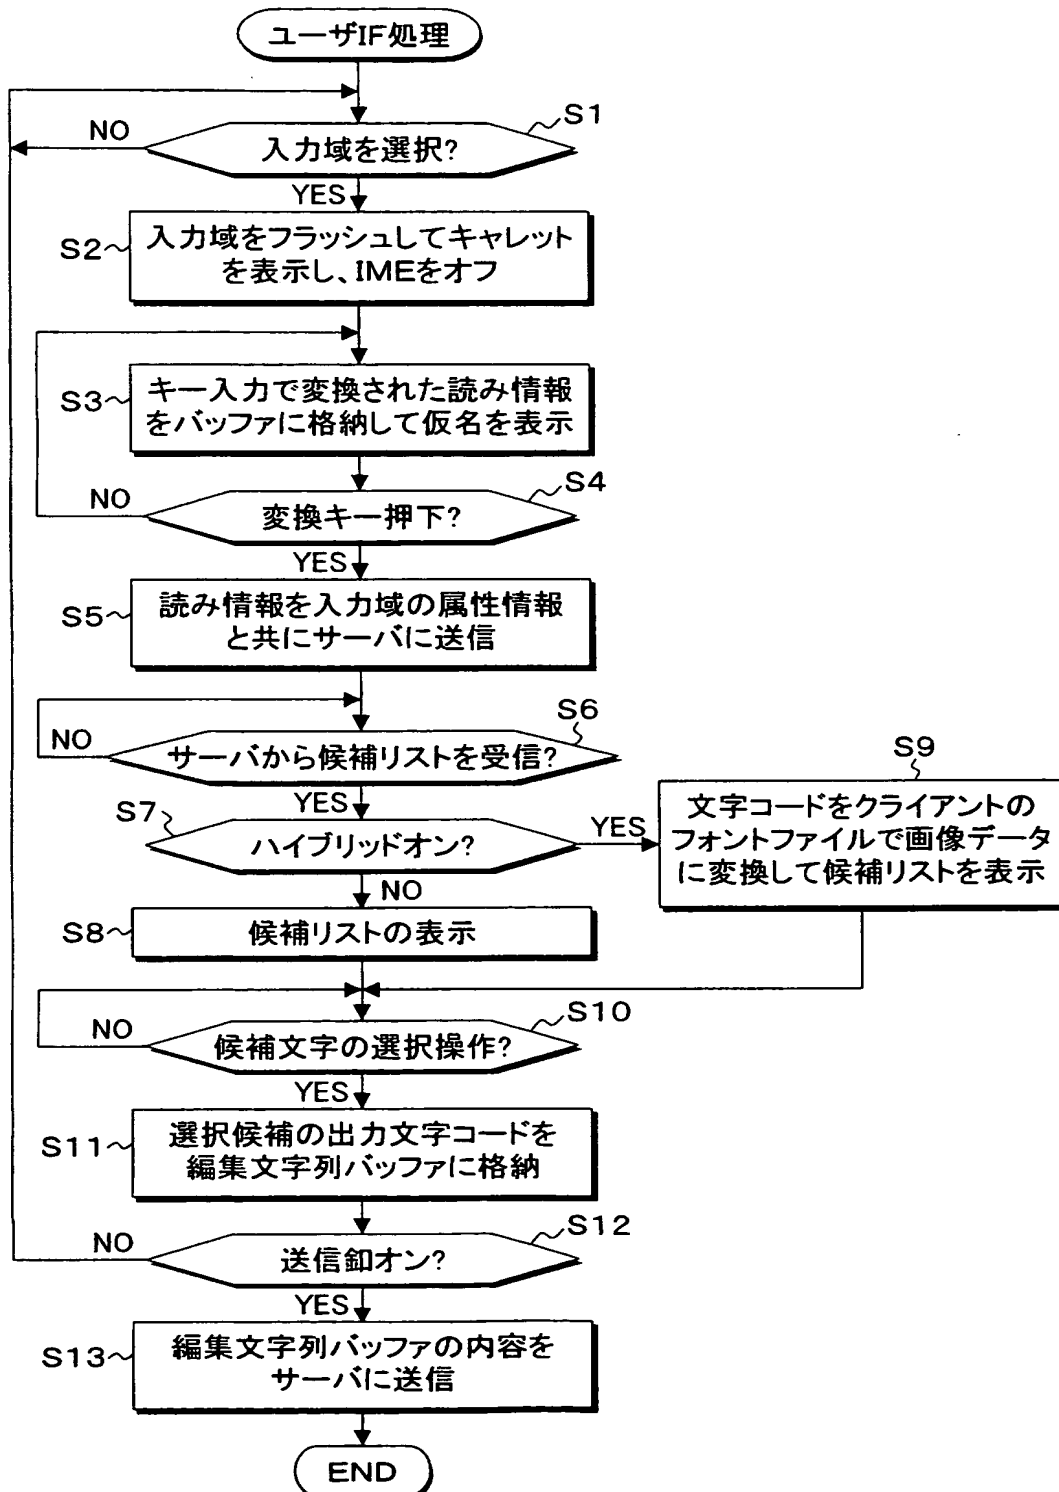 ユーザIF処理
S1
NO
入力域を選択?
YES
S2
入力域をフラッシュしてキャレット
を表示し、IMEをオフ
S3
キー入力で変換された読み情報
をバッファに格納して仮名を表示
S4
NO
変換キー押下?
YES
S5
読み情報を入力域の属性情報
と共にサーバに送信
S6
NO
サーバから候補リストを受信?
YES
S7
ハイブリッドオン?
YES
S9
文字コードをクライアントの
フォントファイルで画像データ
に変換して候補リストを表示
NO
S8
候補リストの表示
S10
NO
候補文字の選択操作?
YES
S11
選択候補の出力文字コードを
編集文字列バッファに格納
S12
NO
送信釦オン?
YES
S13
編集文字列バッファの内容を
サーバに送信
END